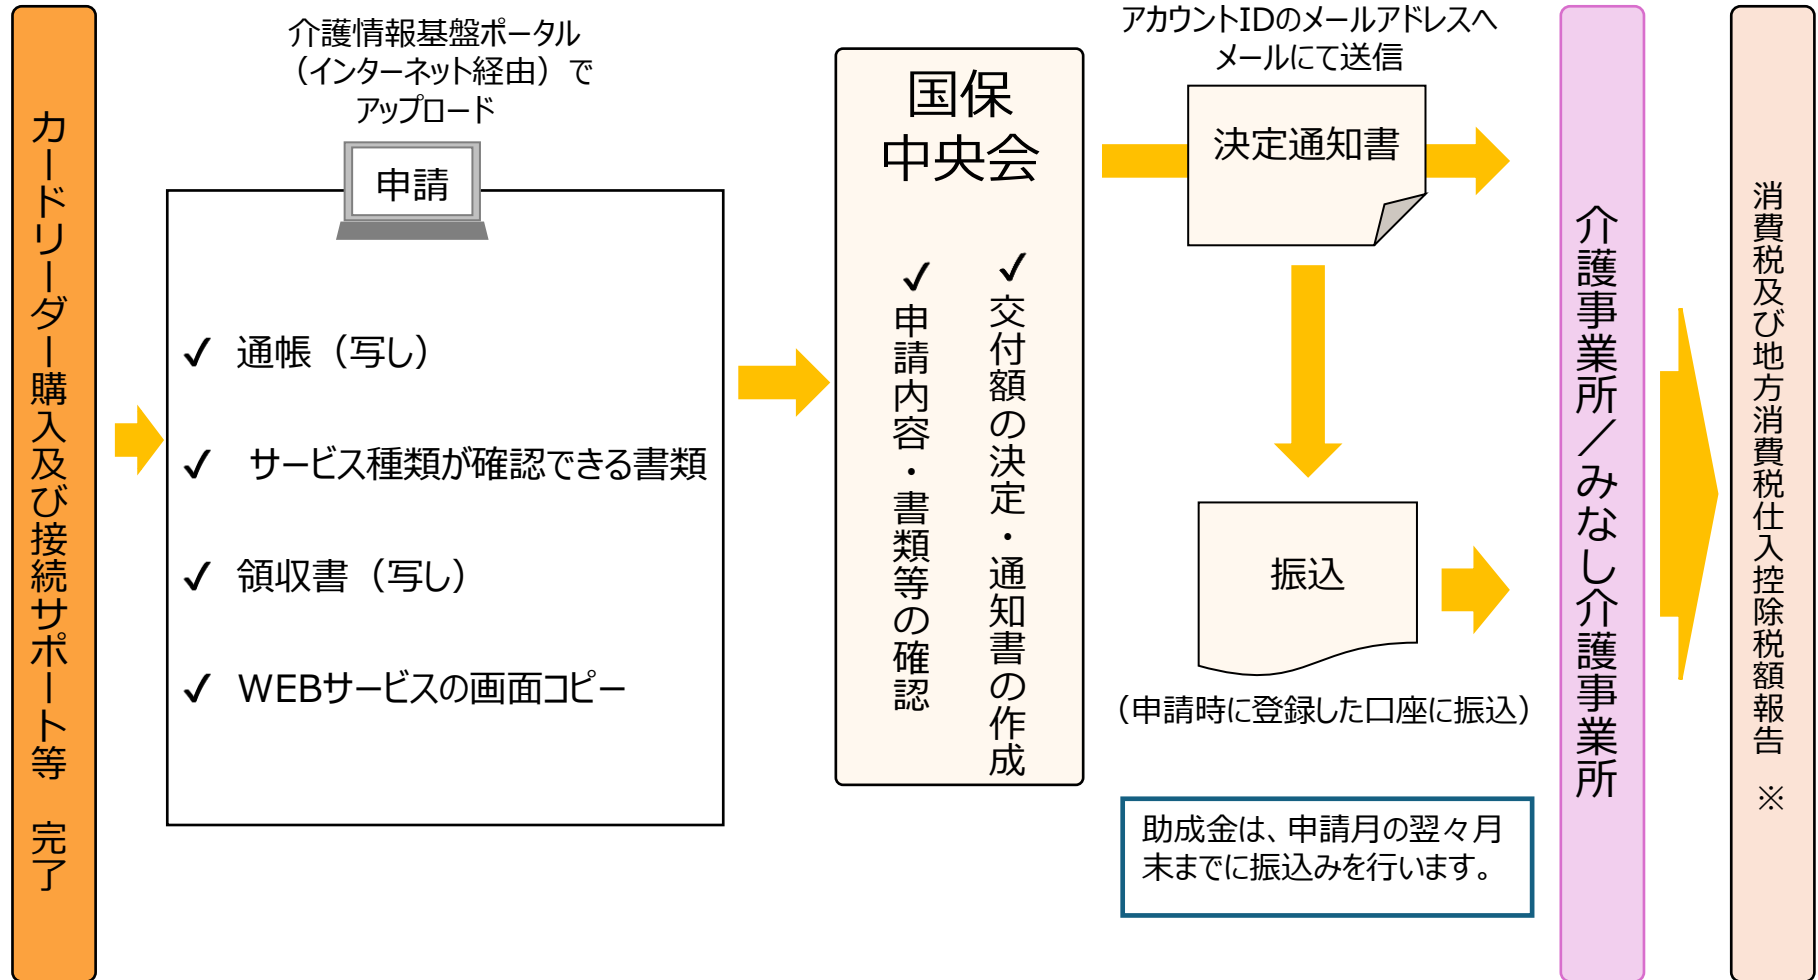 カードリーダー購入及び接続サポート等　完了
介護情報基盤ポータル
（インターネット経由）で
アップロード
申請
✓ 通帳（写し）
✓ サービス種類が確認できる書類
✓ 領収書（写し）
✓ WEBサービスの画面コピー
国保
中央会
✓交付額の決定・通知書の作成
✓申請内容・書類等の確認
アカウントIDのメールアドレスへ
メールにて送信
決定通知書
振込
（申請時に登録した口座に振込）
助成金は、申請月の翌々月
末までに振込みを行います。
介護事業所／みなし介護事業所
消費税及び地方消費税仕入控除税額報告　※